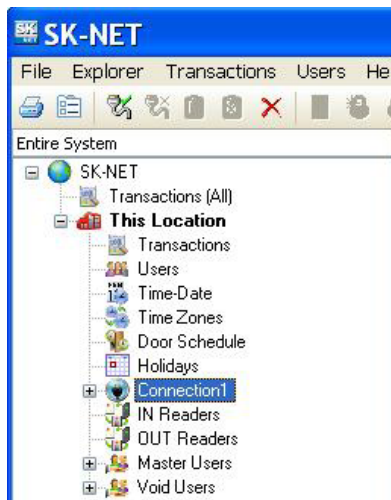 SK-NET
File Explorer Transactions Users He
Entire System
SK-NET
Transactions (All)
This Location
Transactions
Users
Time-Date
Time Zones
Door Schedule
Holidays
Connection1
IN Readers
OUT Readers
Master Users
Void Users